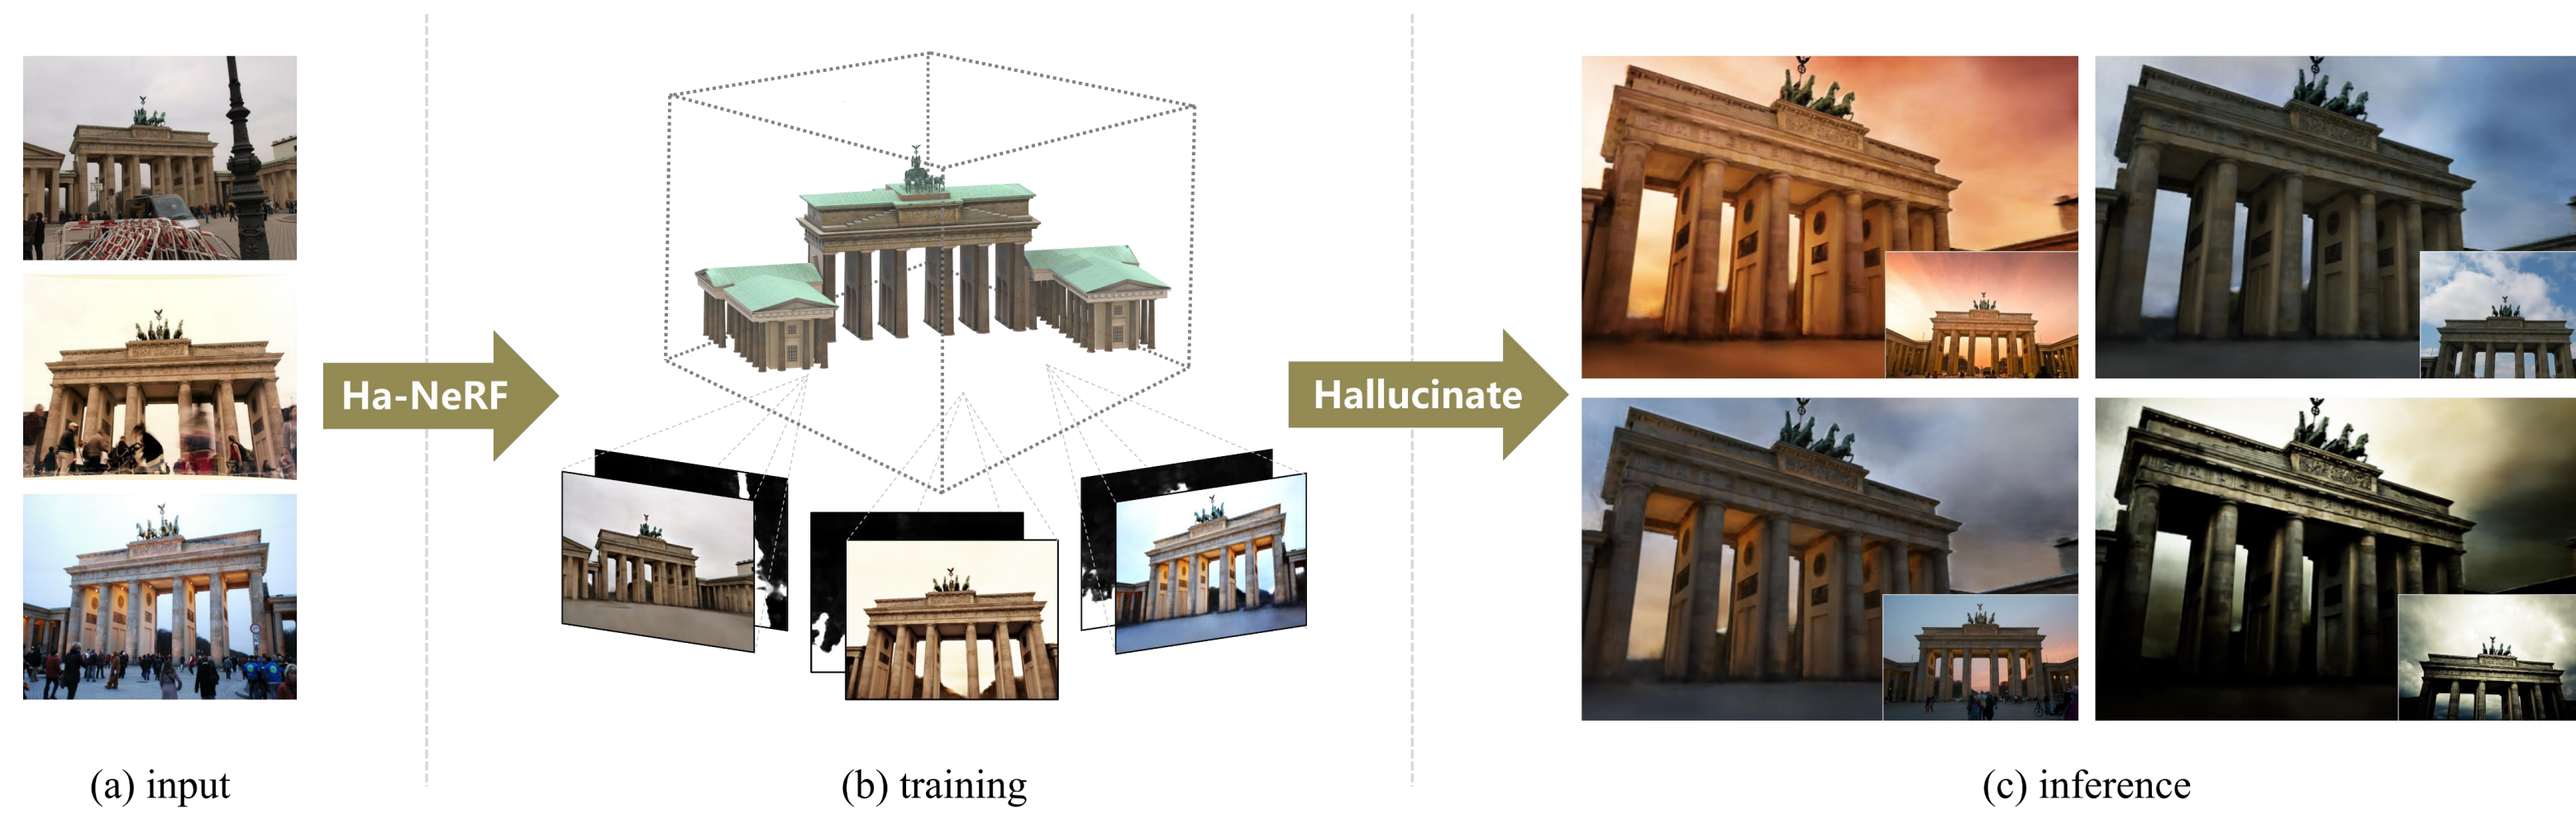 Ha-NeRF
Hallucinate
(a) input
(b) training
(c) inference